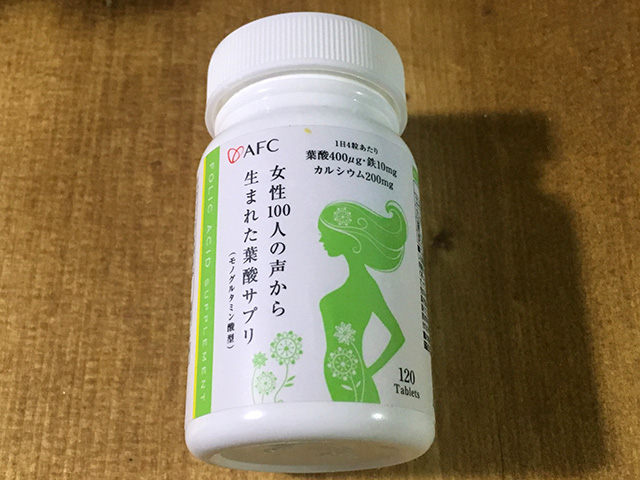 AFC
1日4粒あたり
葉酸400μg・鉄10mg
カルシウム200mg
女性100人の声から
生まれた葉酸サプリ
(モノグルタミン酸型)
FOLIC ACID SUPPLEMENT
120
Tablets